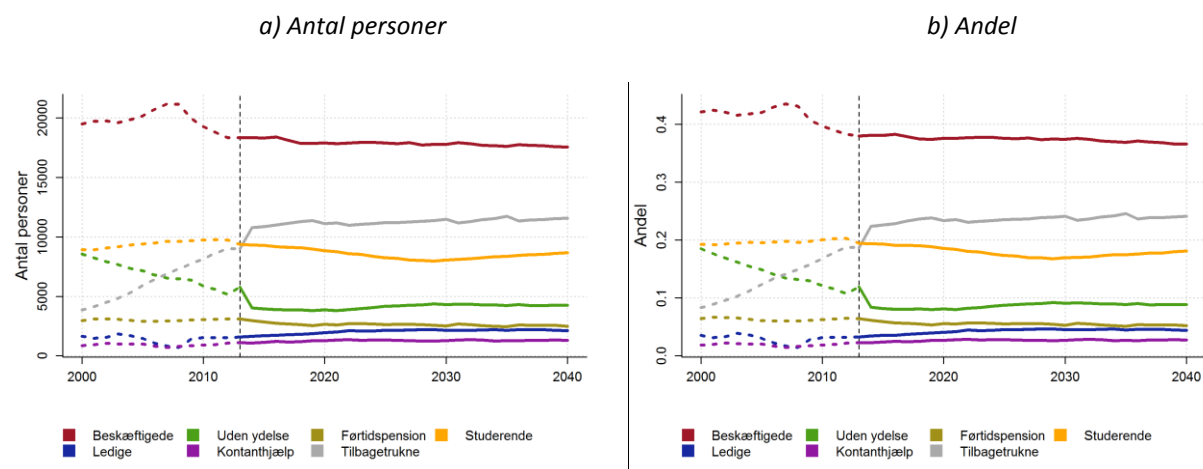 a) Antal personer
Antal personer
0 5000 10000 15000 20000
2000 2010 2020 2030 2040
Beskæftigede Uden ydelse Førtidspension Studerende
Ledige Kontanthjælp Tilbagetrukne
b) Andel
Andel
0.0 0.1 0.2 0.3 0.4
2000 2010 2020 2030 2040
Beskæftigede Uden ydelse Førtidspension Studerende
Ledige Kontanthjælp Tilbagetrukne